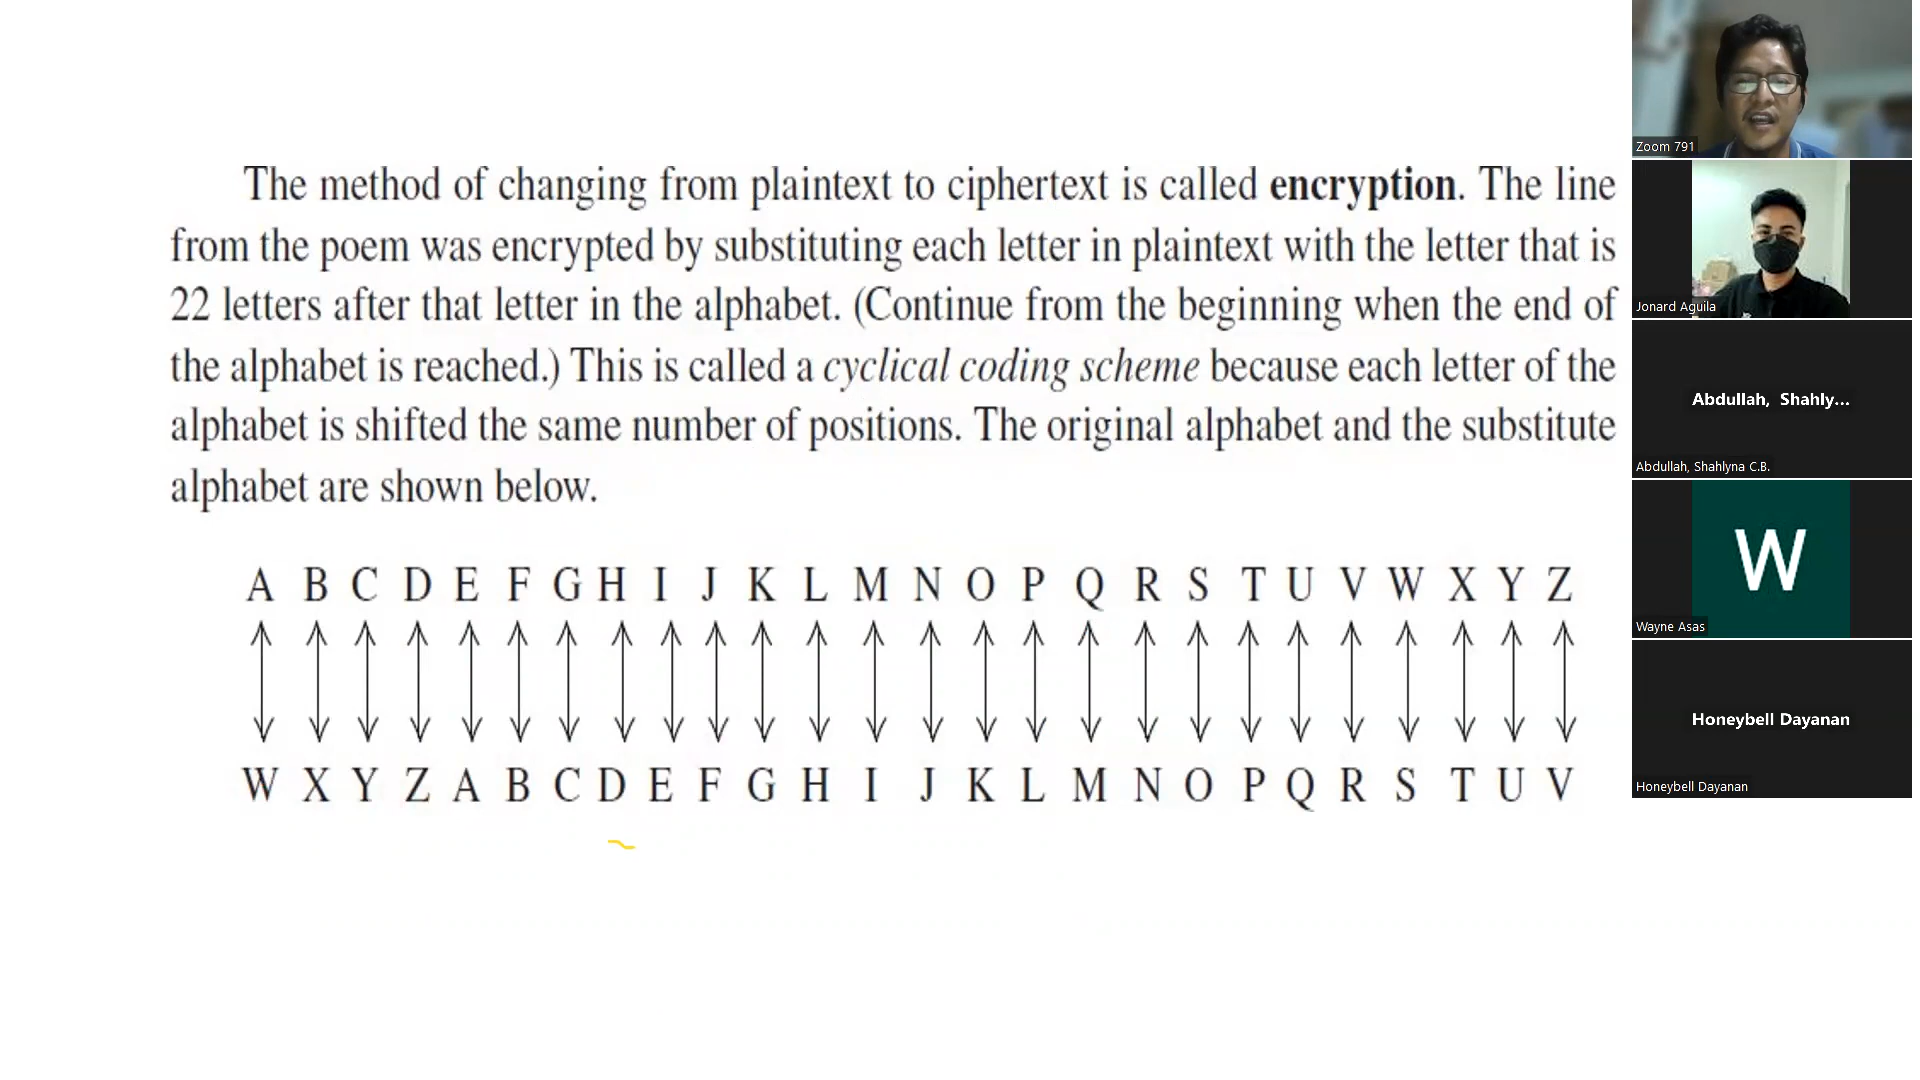 The method of changing from plaintext to ciphertext is called encryption. The line
from the poem was encrypted by substituting each letter in plaintext with the letter that is
22 letters after that letter in the alphabet. (Continue from the beginning when the end of
the alphabet is reached.) This is called a cyclical coding scheme because each letter of the
alphabet is shifted the same number of positions. The original alphabet and the substitute
alphabet are shown below.
A B C D E F G H I J K L M N O P Q R S T U V W X Y Z
W X Y Z A B C D E F G H I J K L M N O P Q R S T U V
Zoom 791
Jonard Aguila
Abdullah, Shahly...
Abdullah, Shahlyna C.B.
W
Wayne Asas
Honeybell Dayanan
Honeybell Dayanan